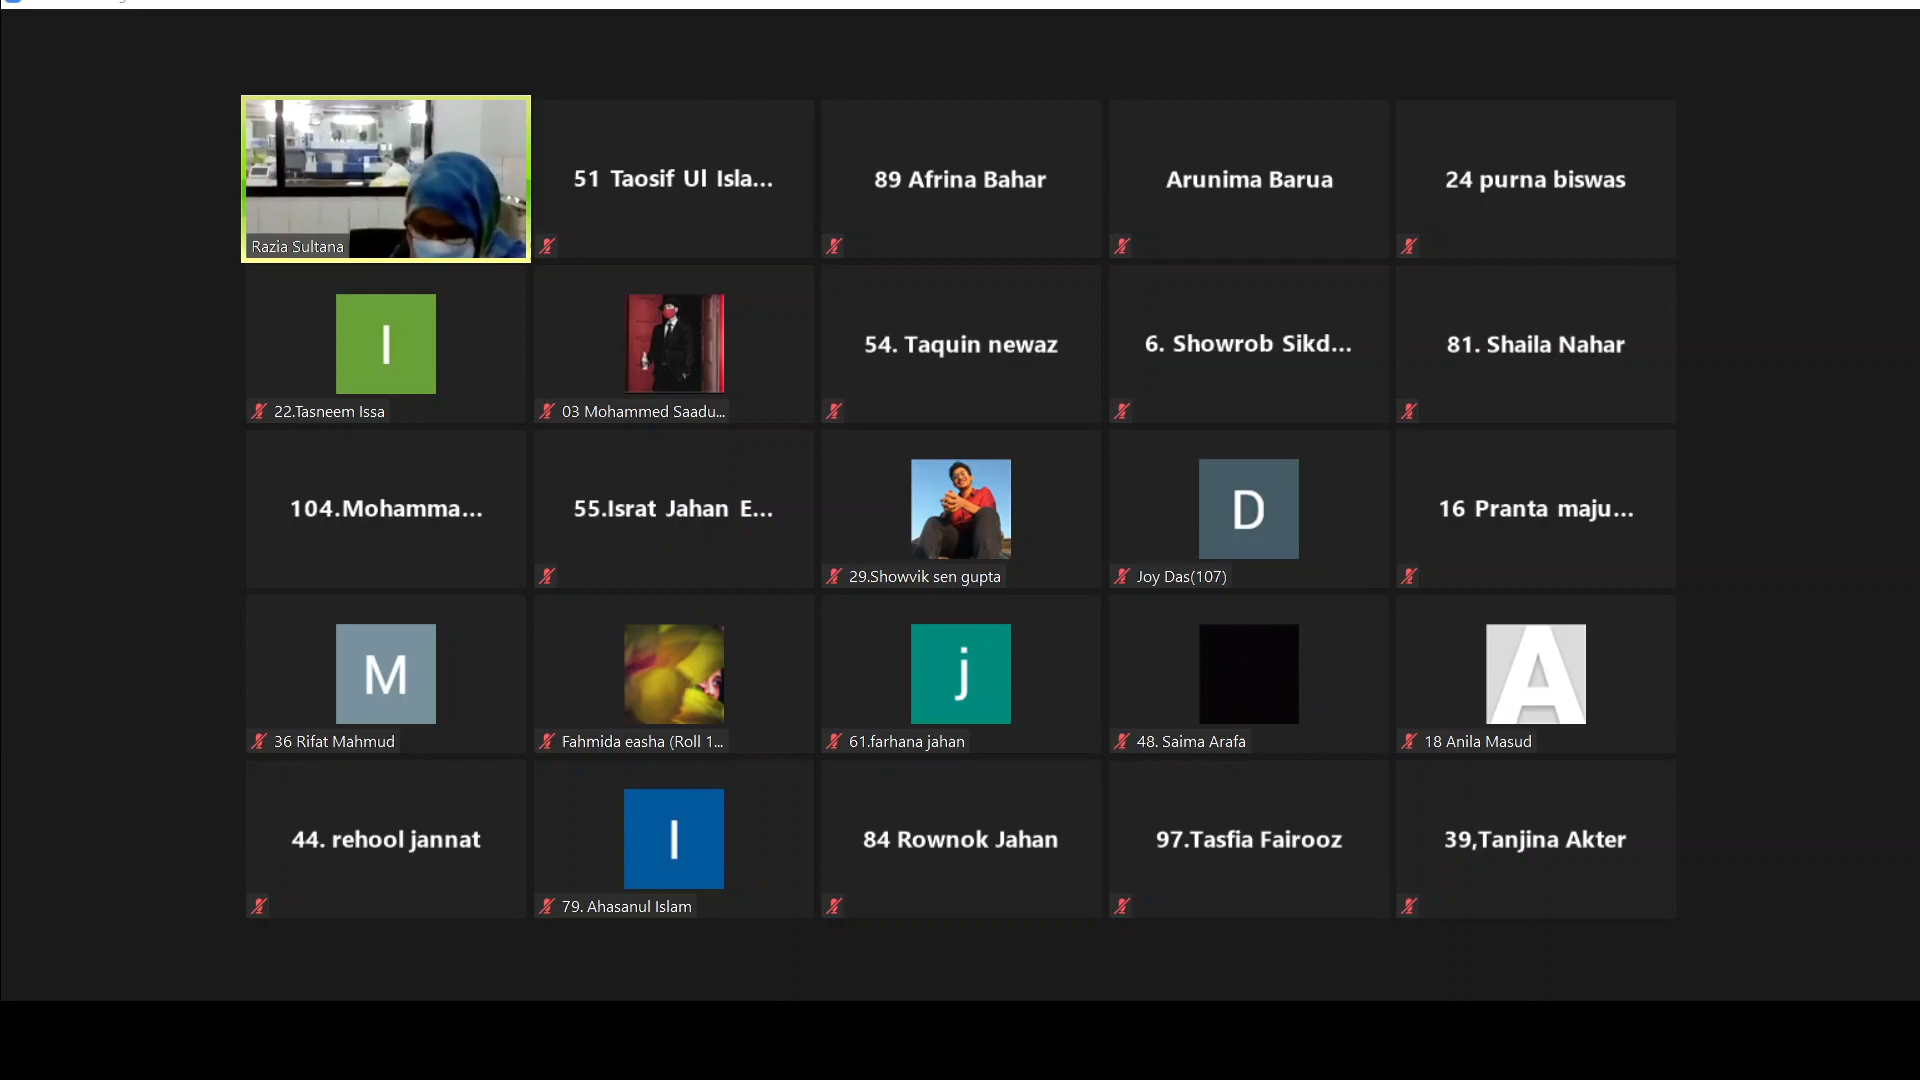 51 Taosif Ul Isla...
89 Afrina Bahar
Arunima Barua
24 purna biswas
Razia Sultana
I
54. Taquin newaz
6. Showrob Sikd...
81. Shaila Nahar
22.Tasneem Issa
03 Mohammed Saadu...
104.Mohamma...
55.Israt Jahan E...
D
16 Pranta maju...
29.Showvik sen gupta
Joy Das(107)
M
j
A
36 Rifat Mahmud
Fahmida easha (Roll 1...
61.farhana jahan
48. Saima Arafa
18 Anila Masud
44. rehool jannat
I
84 Rownok Jahan
97.Tasfia Fairooz
39,Tanjina Akter
79. Ahasanul Islam